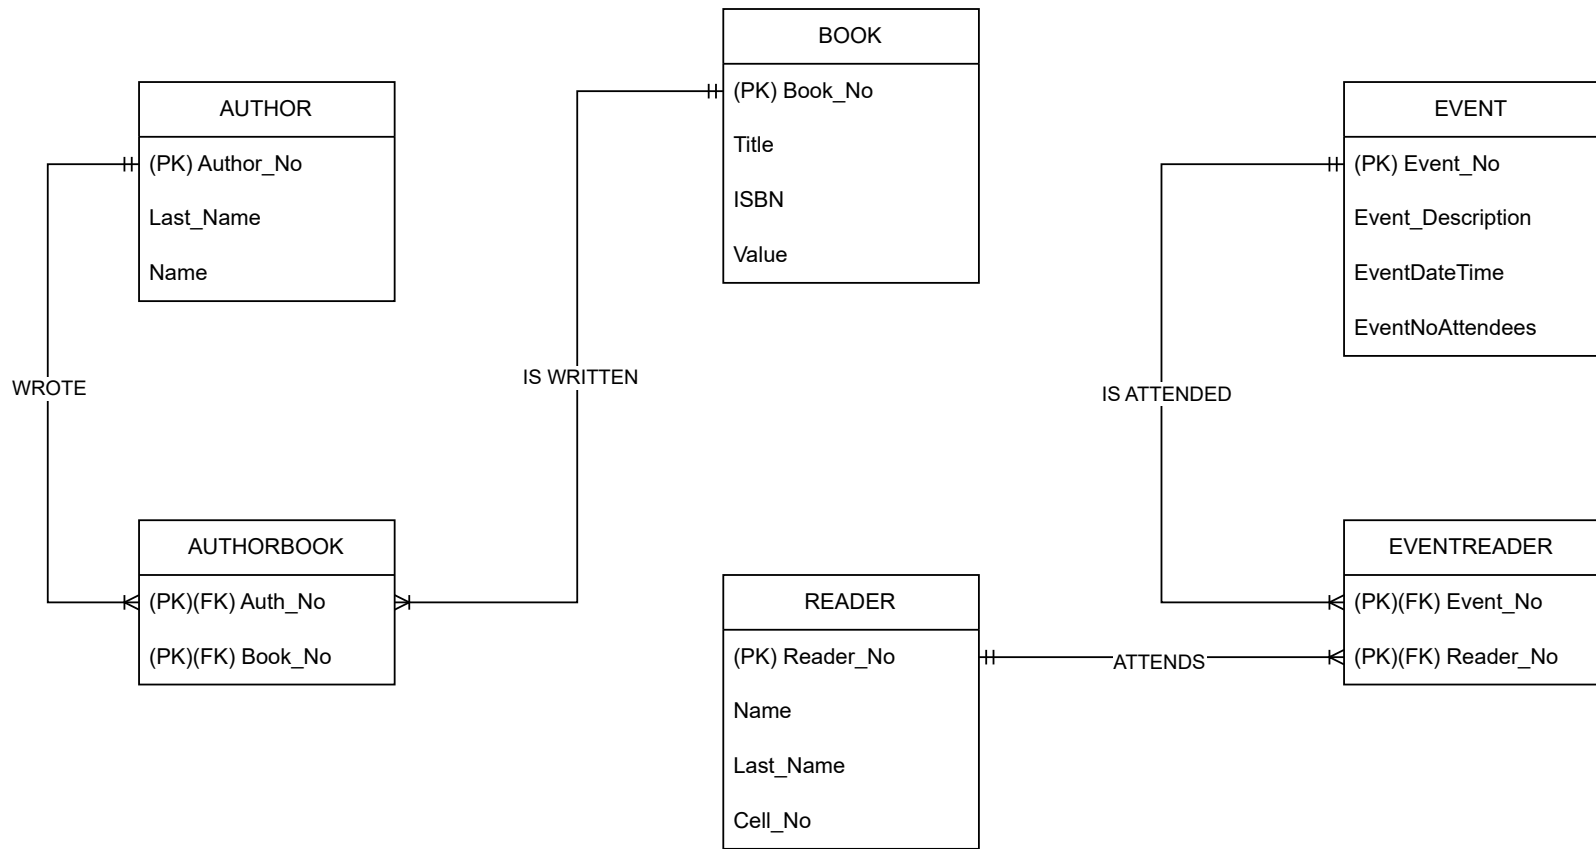 BOOK
(PK) Book_No
Title
ISBN
Value
AUTHOR
(PK) Author_No
Last_Name
Name
EVENT
(PK) Event_No
Event_Description
EventDateTime
EventNoAttendees
WROTE
IS WRITTEN
IS ATTENDED
AUTHORBOOK
(PK)(FK) Auth_No
(PK)(FK) Book_No
READER
(PK) Reader_No
Name
Last_Name
Cell_No
ATTENDS
EVENTREADER
(PK)(FK) Event_No
(PK)(FK) Reader_No